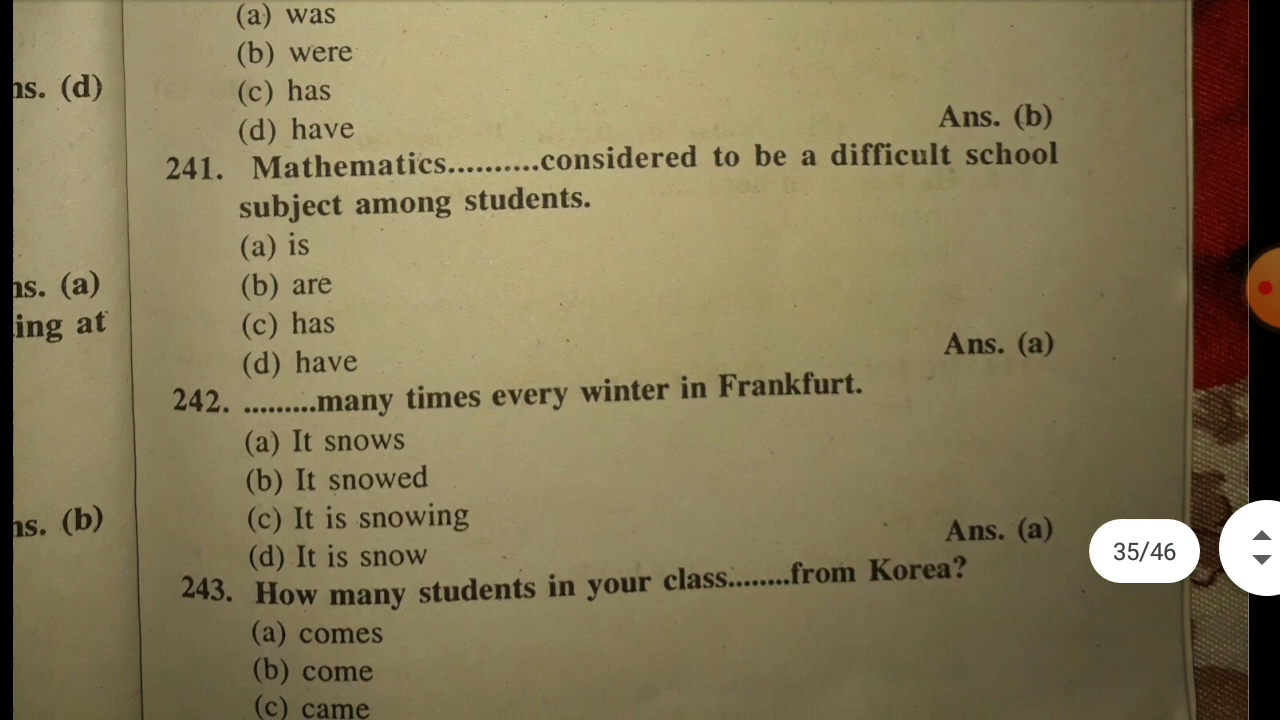 ns. (d)
ns. (a)
ing at
ns. (b)
(a) was
(b) were
(c) has
(d) have
Ans. (b)
241. Mathematics..........considered to be a difficult school
subject among students.
(a) is
(b) are
(c) has
(d) have
Ans. (a)
242. .........many times every winter in Frankfurt.
(a) It snows
(b) It snowed
(c) It is snowing
(d) It is snow
Ans. (a)
243. How many students in your class........from Korea?
(a) comes
(b) come
(c) came
35/46